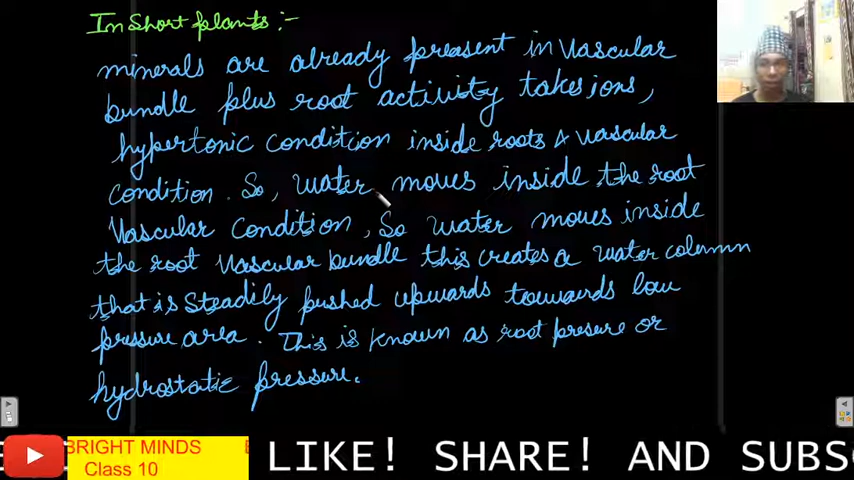 In Short plants :-
minerals are already preasent in Vascular
bundle plus root activity takes ions,
hypertonic condition inside roots & vascular
condition. So, water moves inside the root
Vascular Condition, So water moves inside
the root Vascular bundle this creates a water column
that is steadily pushed upwards towards low
pressure area. This is known as root presure or
hydrostatic pressure.
BRIGHT MINDS
Class 10
LIKE! SHARE! AND SUBS